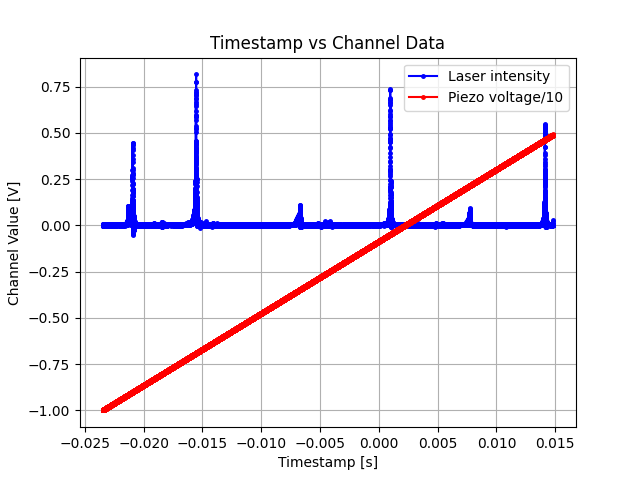 Timestamp vs Channel Data
Laser intensity
Piezo voltage/10
0.75
0.50
0.25
0.00
−0.25
−0.50
−0.75
−1.00
Channel Value [V]
−0.025 −0.020 −0.015 −0.010 −0.005 0.000 0.005 0.010 0.015
Timestamp [s]